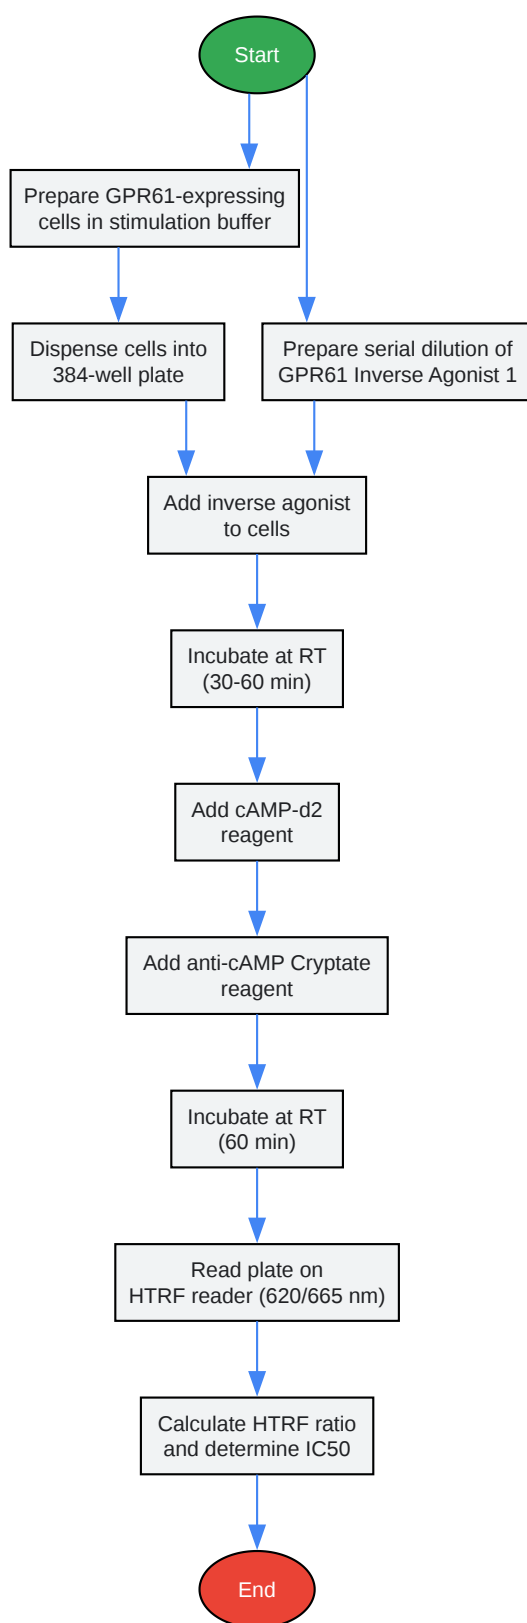 Start
Prepare GPR61-expressing
cells in stimulation buffer
Dispense cells into
384-well plate
Prepare serial dilution of
GPR61 Inverse Agonist 1
Add inverse agonist
to cells
Incubate at RT
(30-60 min)
Add cAMP-d2
reagent
Add anti-cAMP Cryptate
reagent
Incubate at RT
(60 min)
Read plate on
HTRF reader (620/665 nm)
Calculate HTRF ratio
and determine IC50
End